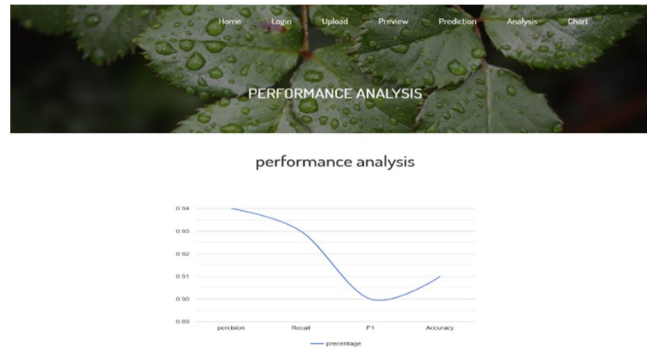 Home Login Upload Preview Prediction Analysis Chart
PERFORMANCE ANALYSIS
performance analysis
0.94
0.93
0.92
0.91
0.90
0.89
percision Recall F1 Accuracy
precentage